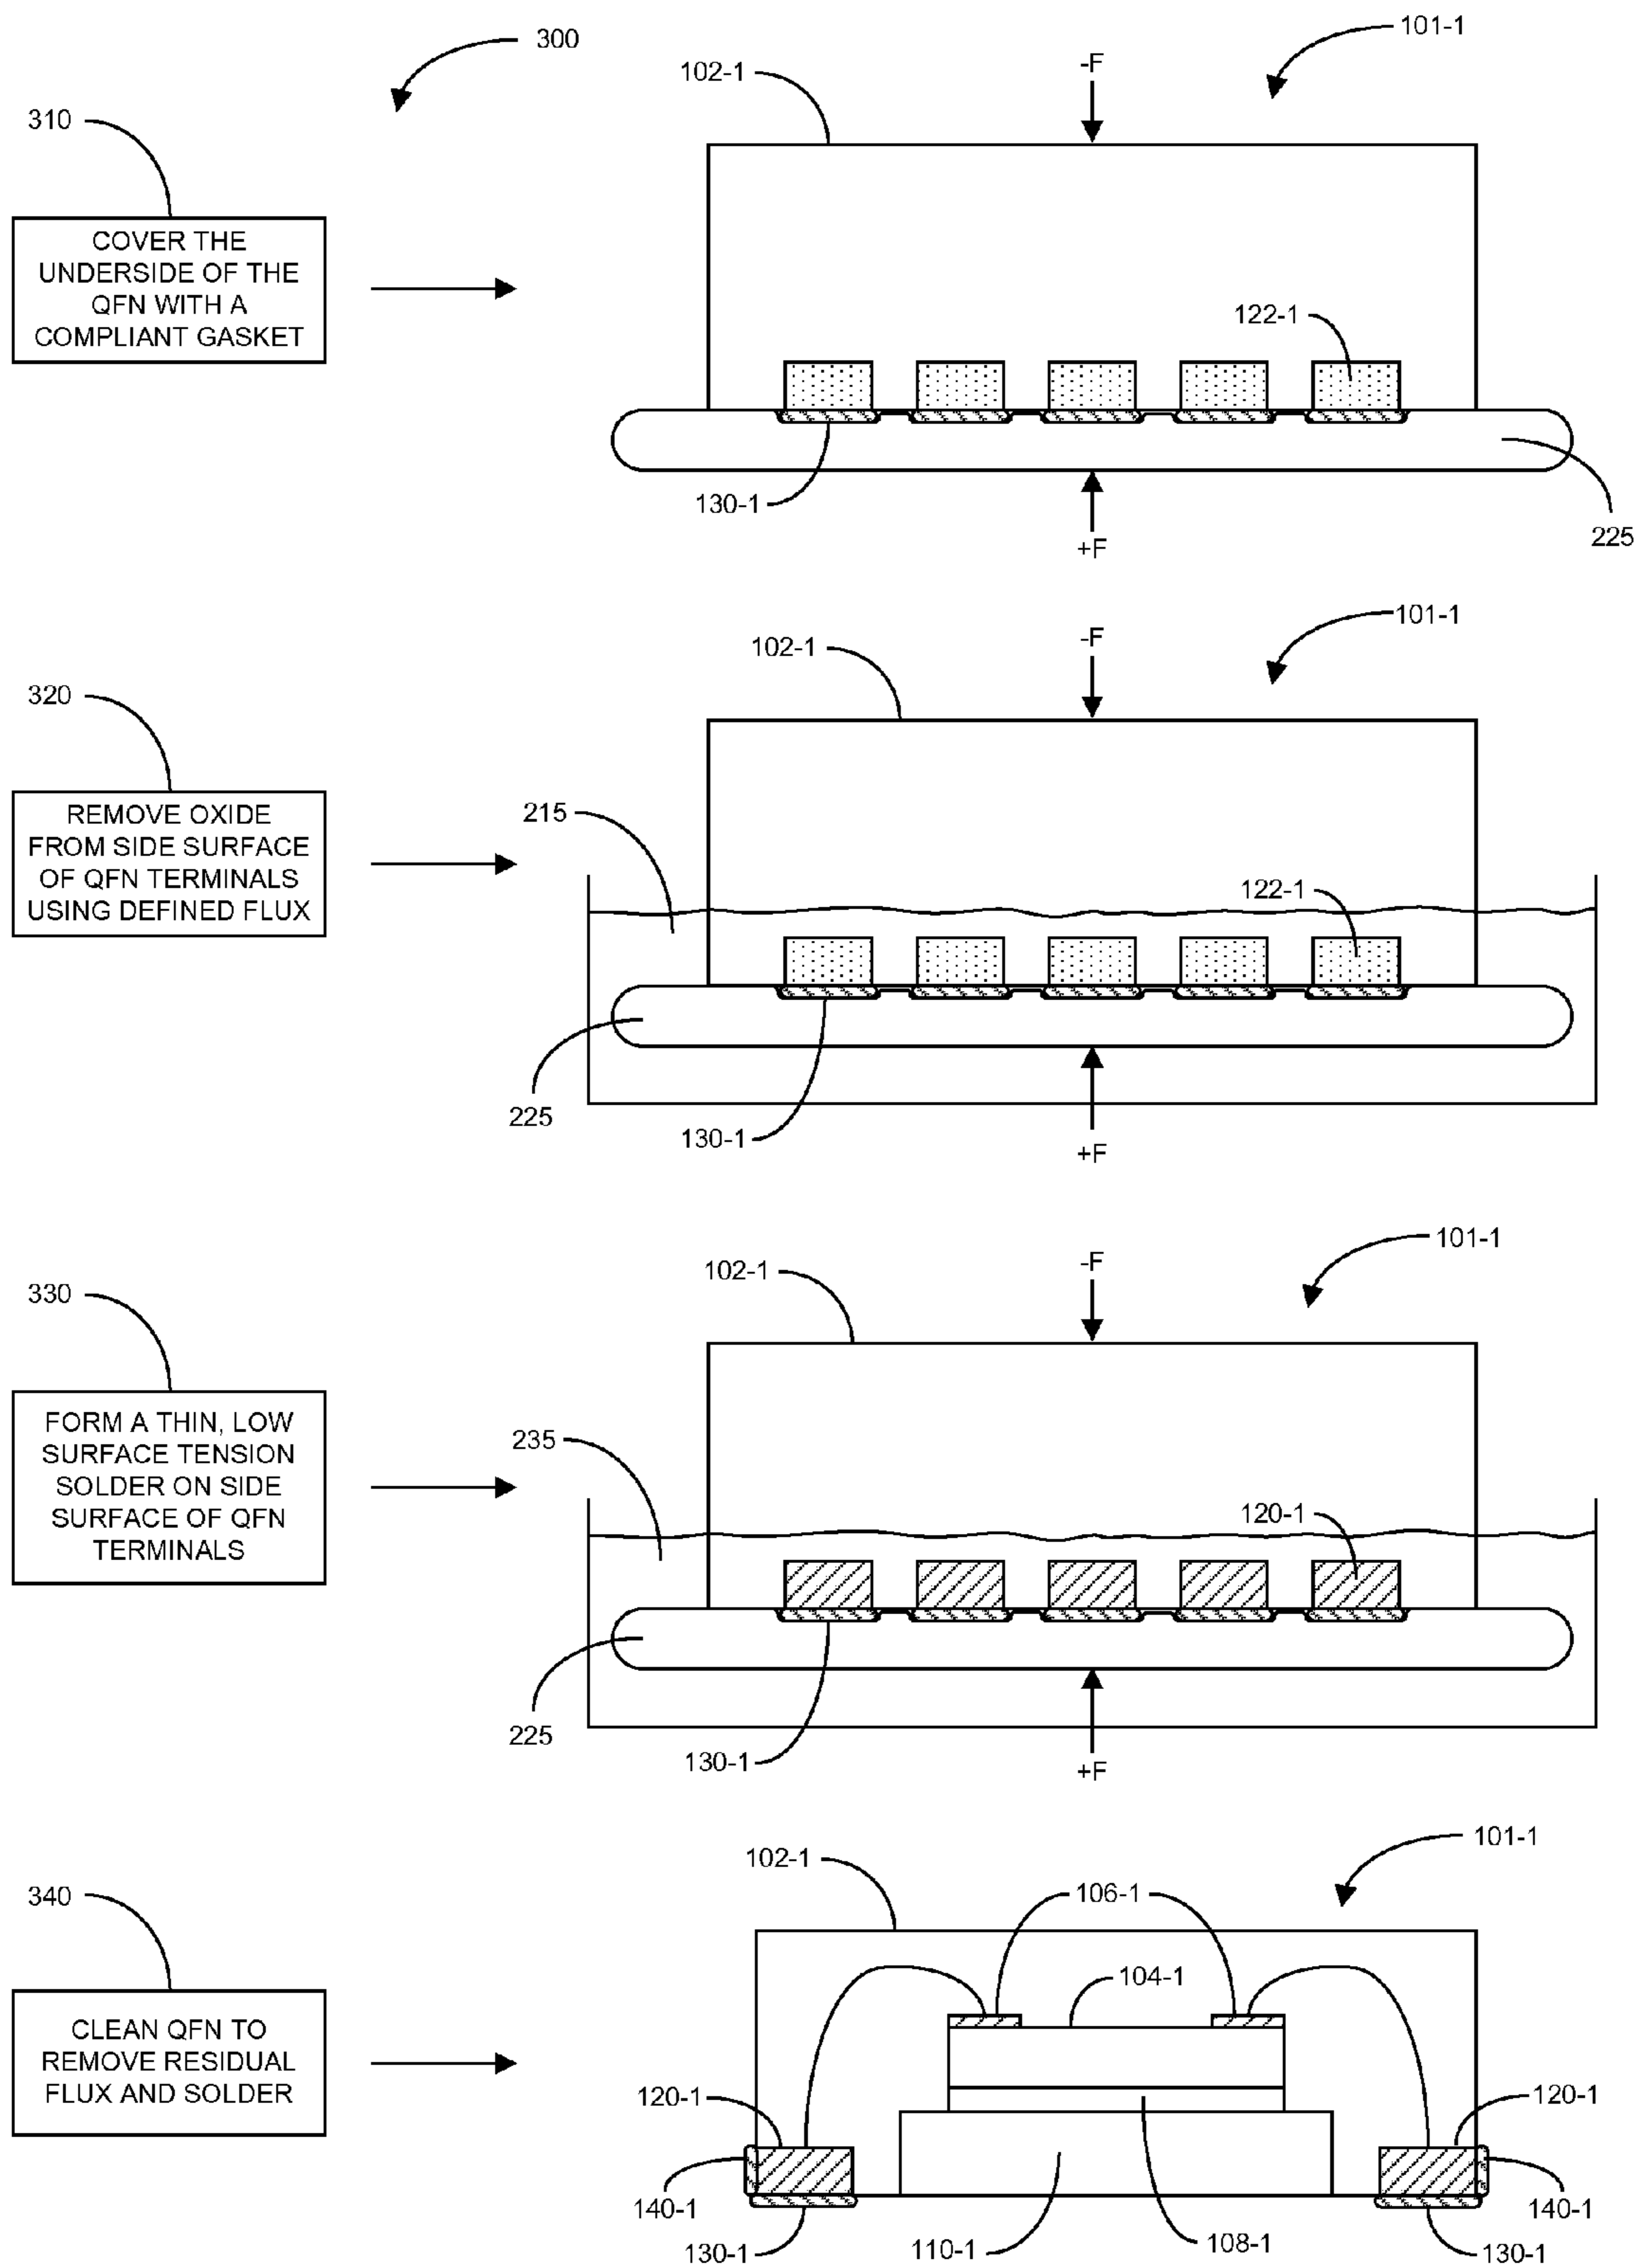 300
101-1
102-1
-F
310
COVER THE
UNDERSIDE OF THE
QFN WITH A
COMPLIANT GASKET
122-1
130-1
+F
225
101-1
102-1
-F
320
REMOVE OXIDE
FROM SIDE SURFACE
OF QFN TERMINALS
USING DEFINED FLUX
215
122-1
225
130-1
+F
101-1
102-1
-F
330
FORM A THIN, LOW
SURFACE TENSION
SOLDER ON SIDE
SURFACE OF QFN
TERMINALS
235
120-1
225
130-1
+F
101-1
102-1
340
106-1
104-1
CLEAN QFN TO
REMOVE RESIDUAL
FLUX AND SOLDER
120-1
120-1
140-1
140-1
130-1
110-1
108-1
130-1